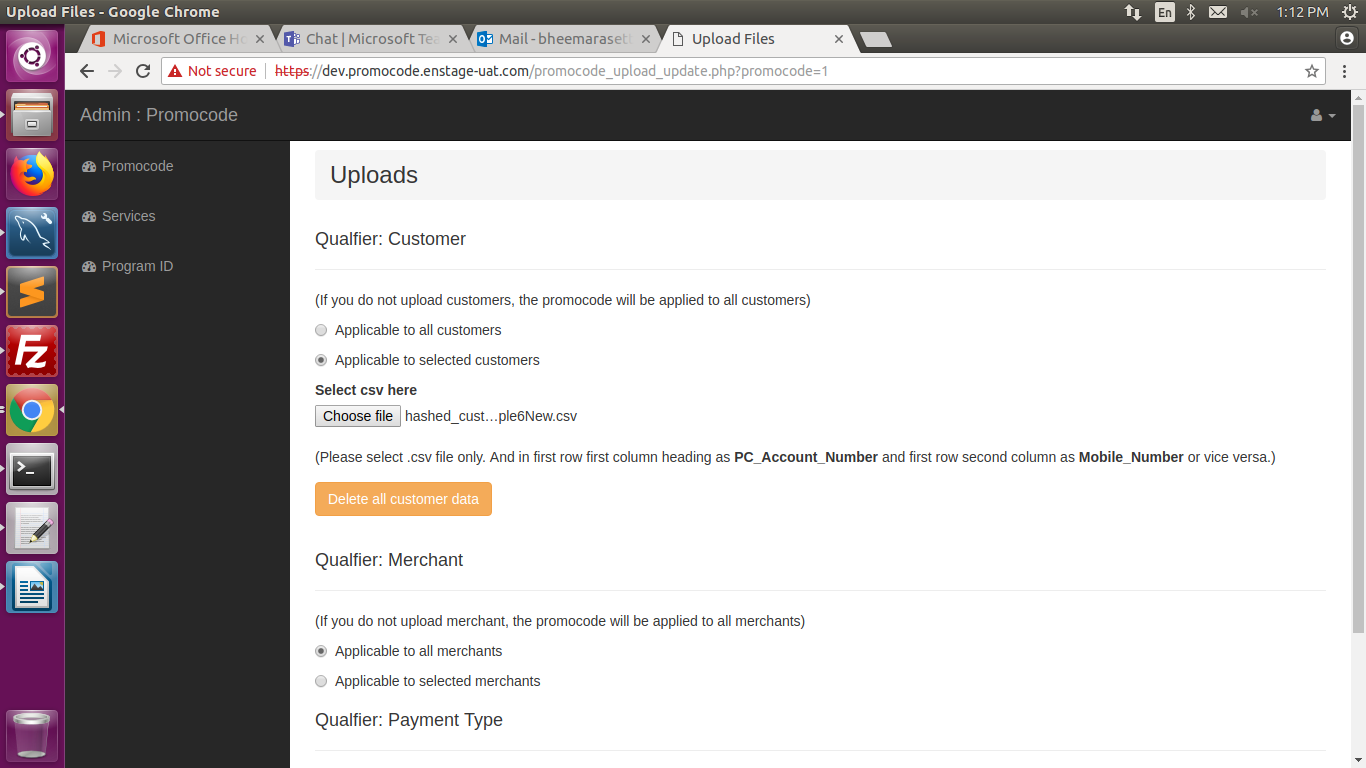 Upload Files - Google Chrome
En
1:12 PM
Microsoft Office Ho
Chat | Microsoft Tea
Mail - bheemarasett
Upload Files
Not secure
https://dev.promocode.enstage-uat.com/promocode_upload_update.php?promocode=1
Admin : Promocode
Promocode
Services
Program ID
Uploads
Qualfier: Customer
(If you do not upload customers, the promocode will be applied to all customers)
Applicable to all customers
Applicable to selected customers
Select csv here
Choose file hashed_cust…ple6New.csv
(Please select .csv file only. And in first row first column heading as PC_Account_Number and first row second column as Mobile_Number or vice versa.)
Delete all customer data
Qualfier: Merchant
(If you do not upload merchant, the promocode will be applied to all merchants)
Applicable to all merchants
Applicable to selected merchants
Qualfier: Payment Type